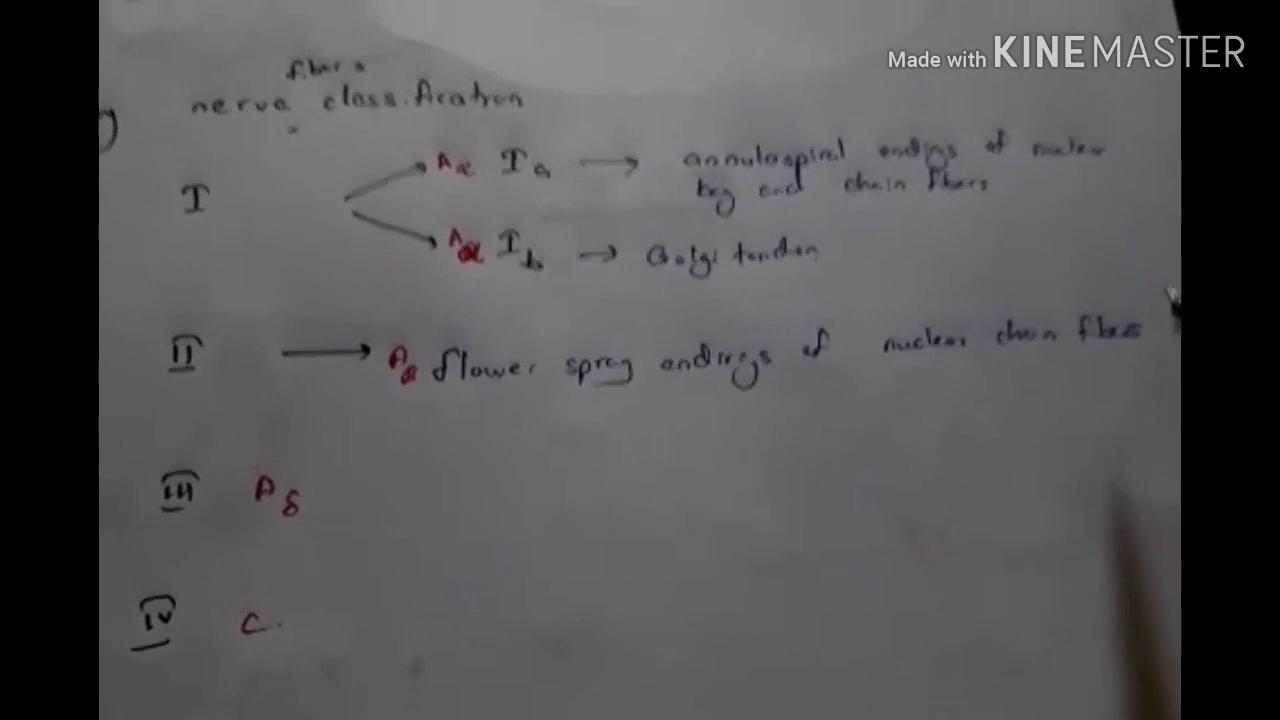 Made with KINEMASTER
fibers
nerve classification
I
Aα Ia → annulospiral endings of nuclear
bag and chain fibers
Aα Ib → Golgi tendon
II → A flower spray endings of nuclear chain fibers
III Aδ
IV C.